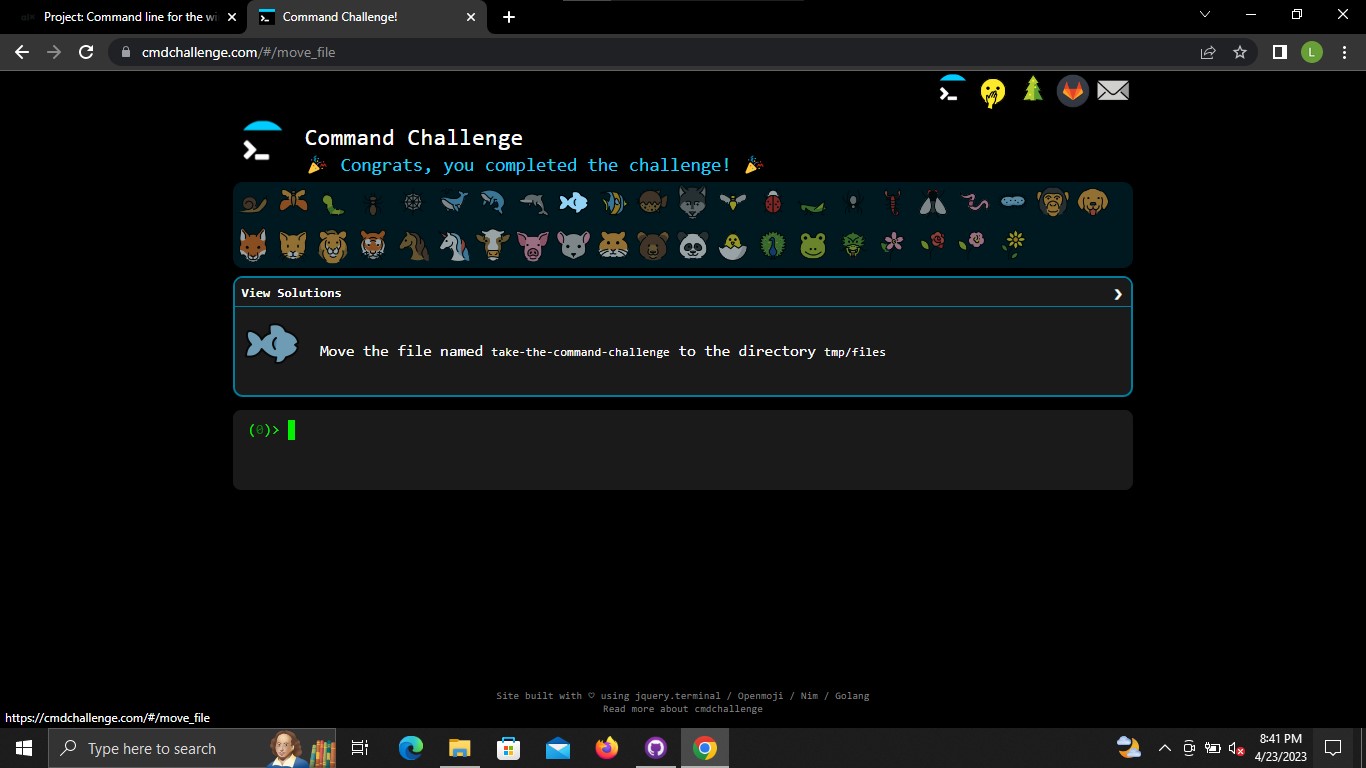 Project: Command line for the wi
Command Challenge!
cmdchallenge.com/#/move_file
L
Command Challenge
Congrats, you completed the challenge!
View Solutions
Move the file named take-the-command-challenge to the directory tmp/files
(0)>
Site built with ♡ using jquery.terminal / Openmoji / Nim / Golang
Read more about cmdchallenge
https://cmdchallenge.com/#/move_file
Type here to search
8:41 PM
4/23/2023